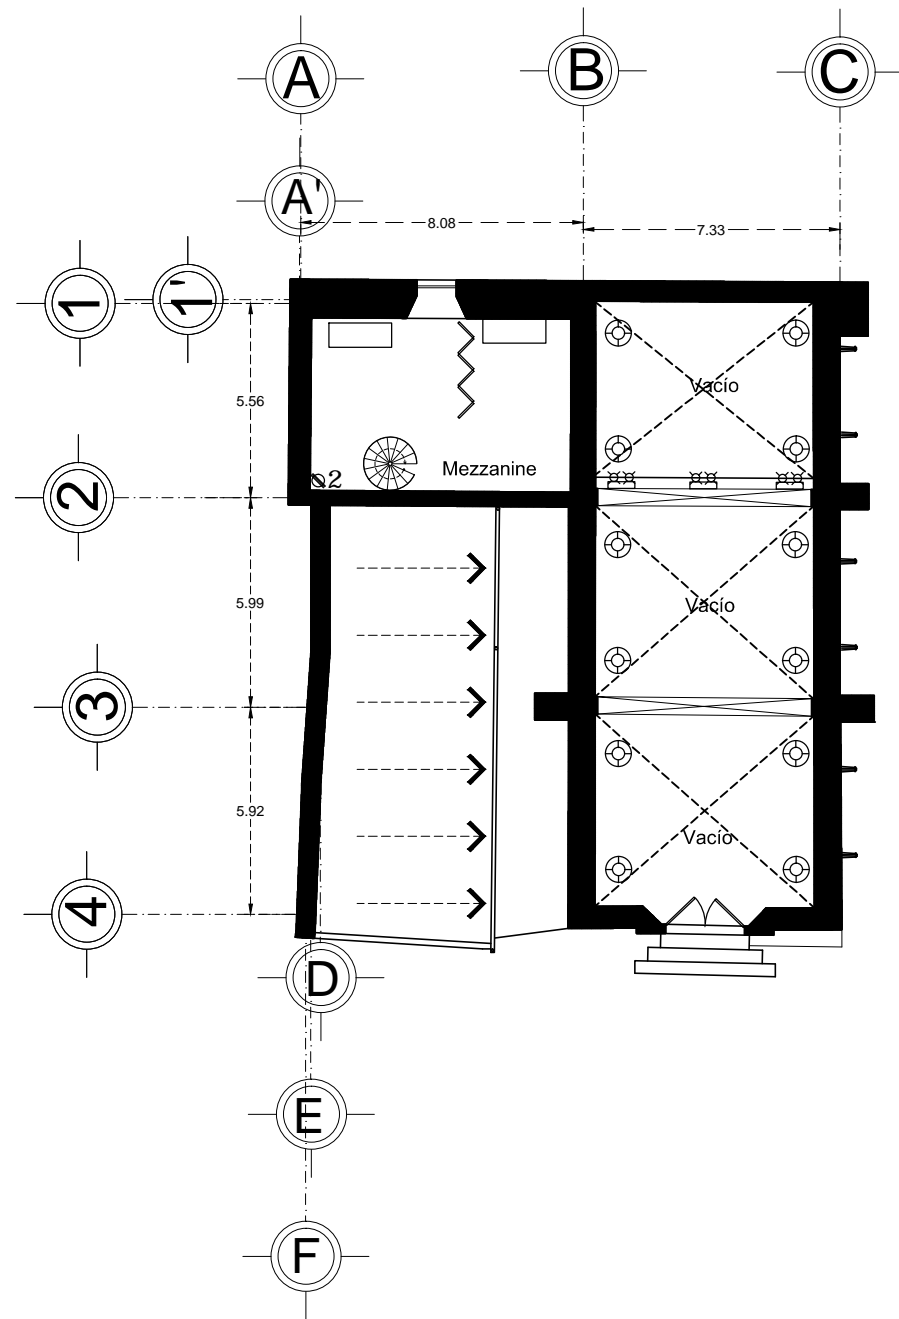 A
B
C
A'
8.08
7.33
1
1'
5.56
Vacío
Mezzanine
2
ø2
5.99
Vacío
3
5.92
Vacío
4
D
E
F